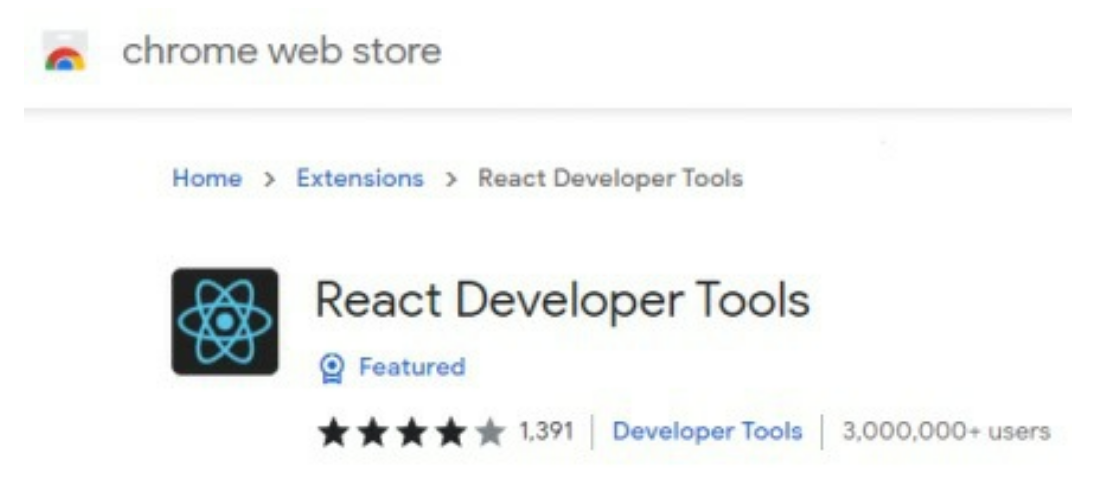 chrome web store
Home > Extensions > React Developer Tools
React Developer Tools
Featured
1,391 | Developer Tools | 3,000,000+ users